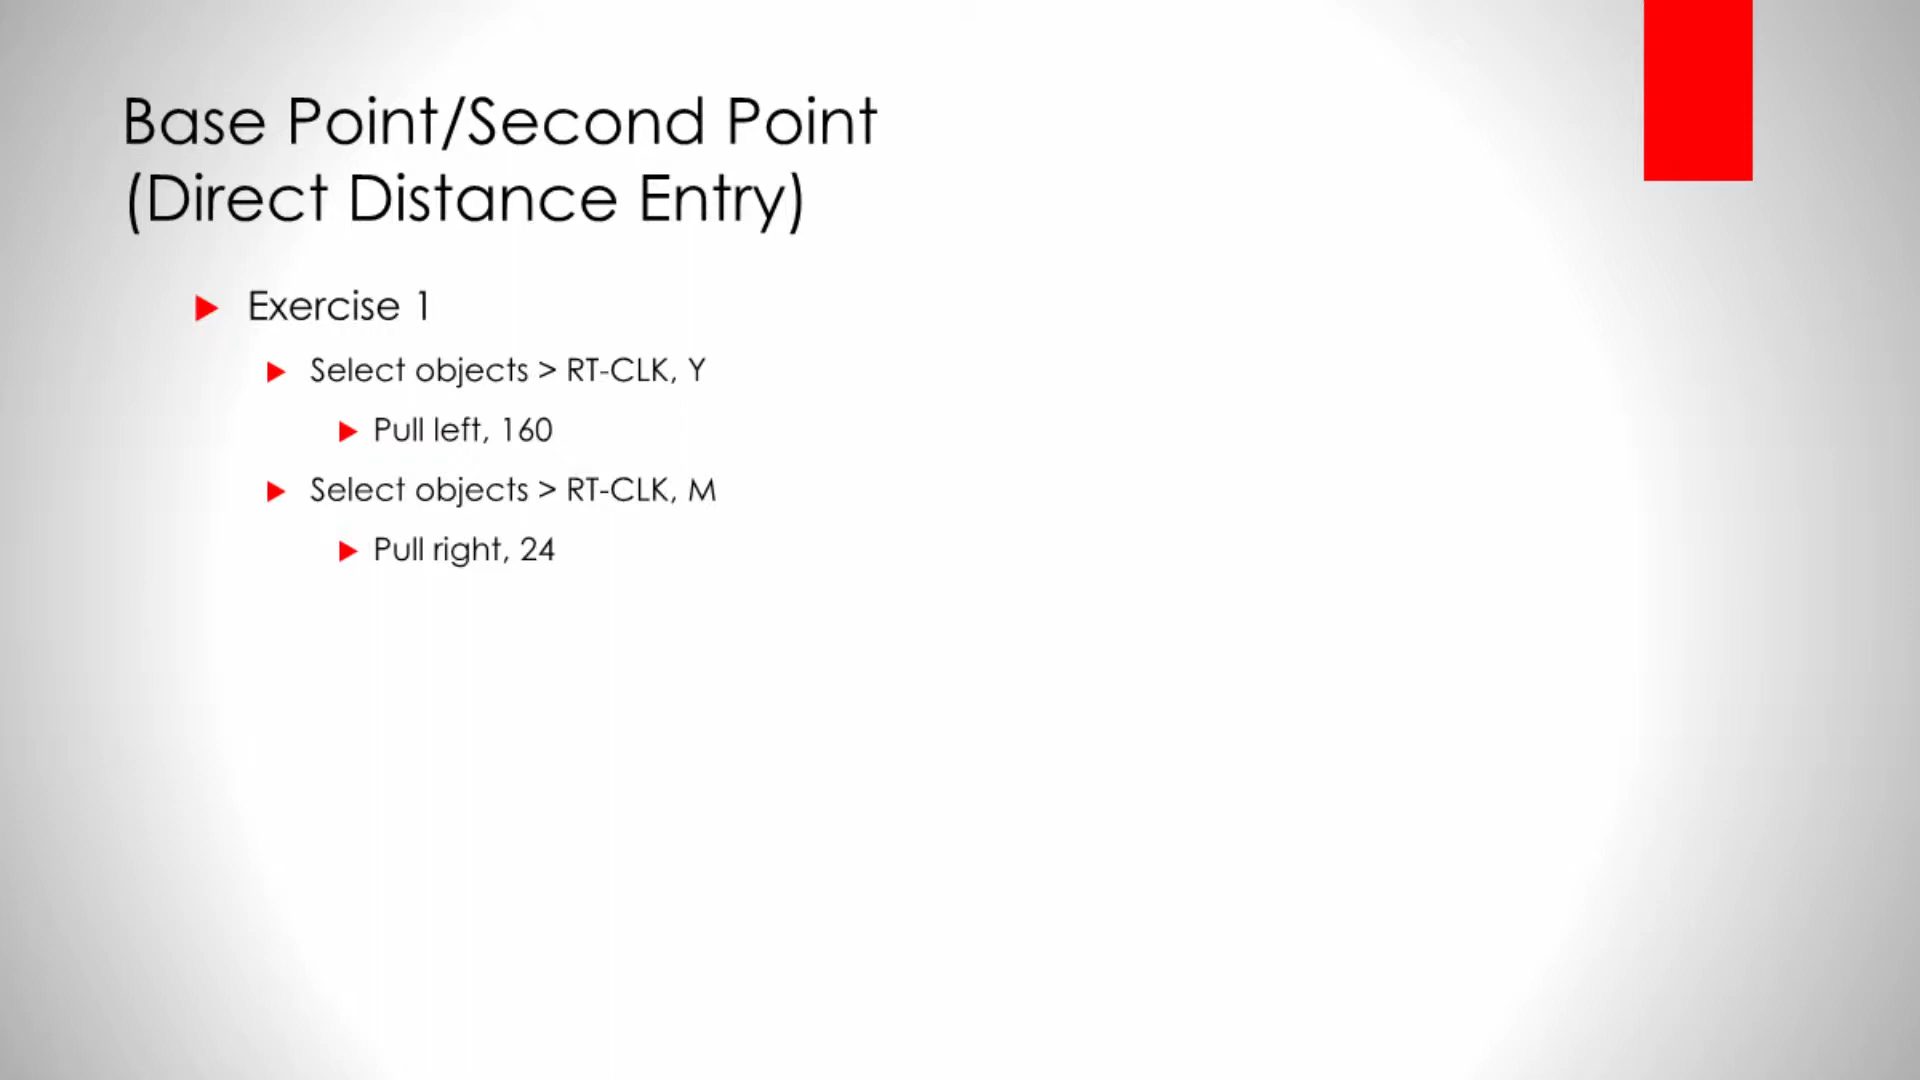 Base Point/Second Point
(Direct Distance Entry)
Exercise 1
Select objects > RT-CLK, Y
Pull left, 160
Select objects > RT-CLK, M
Pull right, 24